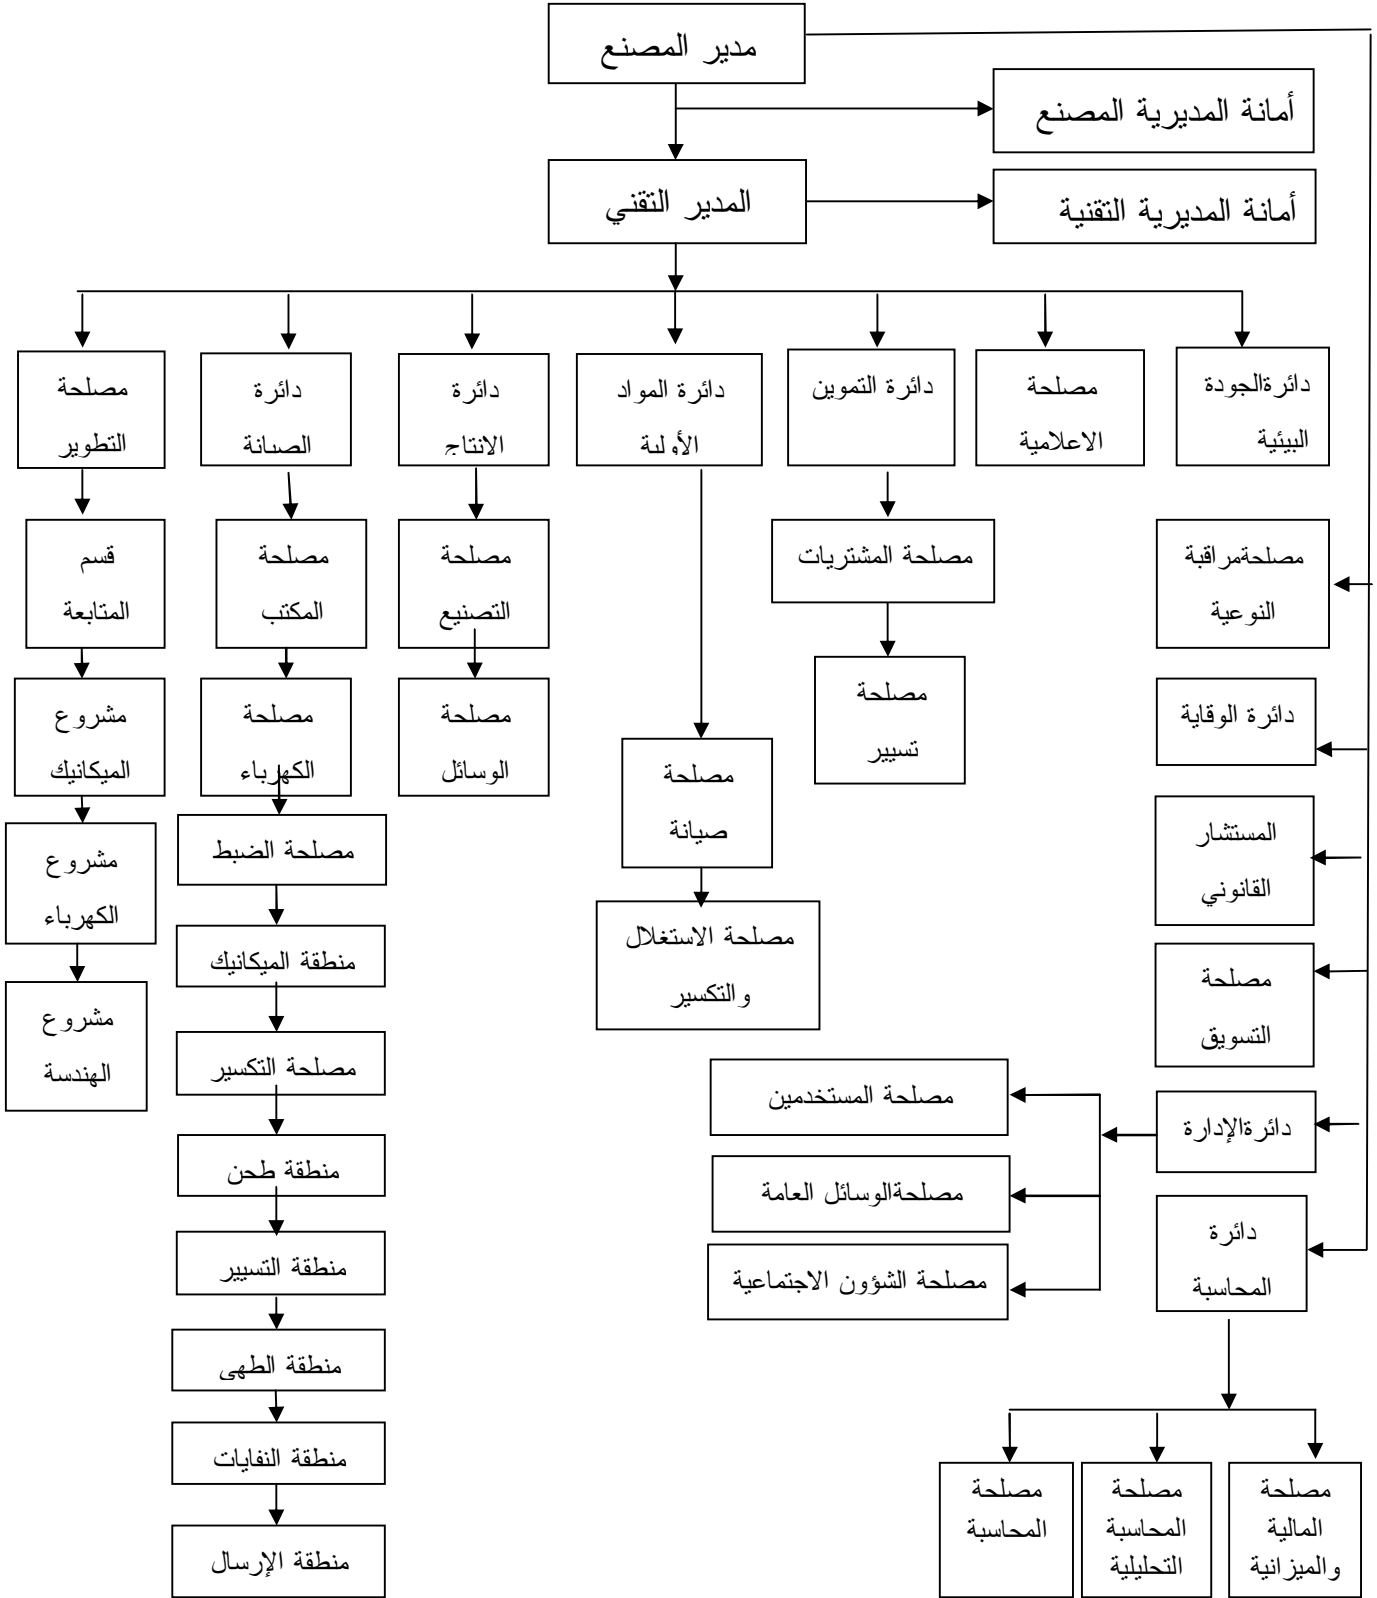 مدير المصنع
أمانة المديرية المصنع
المدير التقني
أمانة المديرية التقنية
دائرةالجودة
البيئية
مصلحة
الاعلامية
دائرة التموين
دائرة المواد
الأولية
دائرة
الانتاج
دائرة
الصيانة
مصلحة
التطوير
مصلحةمراقبة
النوعية
مصلحة المشتريات
مصلحة
التصنيع
مصلحة
المكتب
قسم
المتابعة
دائرة الوقاية
مصلحة
تسيير
مصلحة
صيانة
مصلحة
الوسائل
مصلحة
الكهرباء
مشروع
الميكانيك
المستشار
القانوني
مصلحة الضبط
مشروع
الكهرباء
مصلحة الاستغلال
والتكسير
منطقة الميكانيك
مصلحة
التسويق
مشروع
الهندسة
مصلحة التكسير
دائرةالإدارة
مصلحة المستخدمين
مصلحةالوسائل العامة
مصلحة الشؤون الاجتماعية
منطقة طحن
دائرة
المحاسبة
منطقة التسيير
منطقة الطهي
منطقة النفايات
منطقة الإرسال
مصلحة
المالية
والميزانية
مصلحة
المحاسبة
التحليلية
مصلحة
المحاسبة